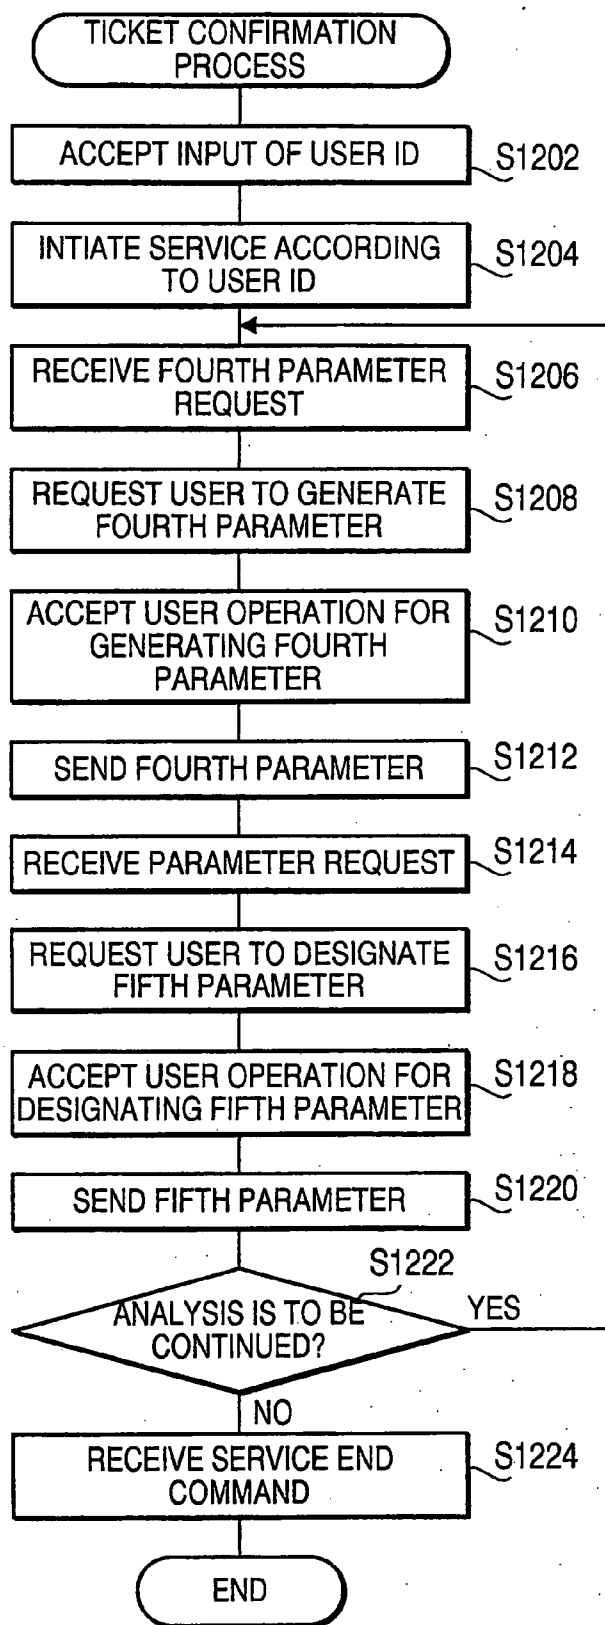 TICKET CONFIRMATION
PROCESS
ACCEPT INPUT OF USER ID
S1202
INTIATE SERVICE ACCORDING
TO USER ID
S1204
RECEIVE FOURTH PARAMETER
REQUEST
S1206
REQUEST USER TO GENERATE
FOURTH PARAMETER
S1208
ACCEPT USER OPERATION FOR
GENERATING FOURTH
PARAMETER
S1210
SEND FOURTH PARAMETER
S1212
RECEIVE PARAMETER REQUEST
S1214
REQUEST USER TO DESIGNATE
FIFTH PARAMETER
S1216
ACCEPT USER OPERATION FOR
DESIGNATING FIFTH PARAMETER
S1218
SEND FIFTH PARAMETER
S1220
S1222
ANALYSIS IS TO BE
CONTINUED?
YES
NO
RECEIVE SERVICE END
COMMAND
S1224
END